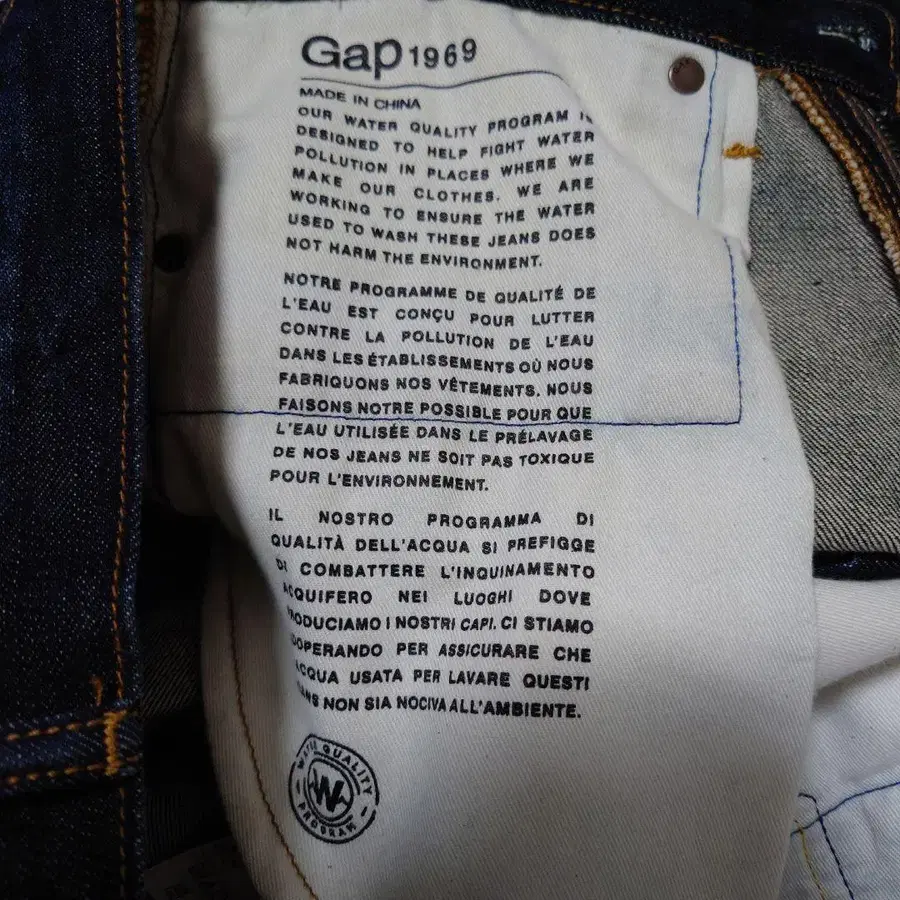 Gap 1969
MADE IN CHINA
OUR WATER QUALITY PROGRAM
DESIGNED TO HELP FIGHT WATER
POLLUTION IN PLACES WHERE WE
MAKE OUR CLOTHES. WE ARE
WORKING TO ENSURE THE WATER
USED TO WASH THESE JEANS DOES
NOT HARM THE ENVIRONMENT.
NOTRE PROGRAMME DE QUALITÉ DE
L'EAU EST CONÇU POUR LUTTER
CONTRE LA POLLUTION DE L'EAU
DANS LES ÉTABLISSEMENTS OÙ NOUS
FABRIQUONS NOS VÊTEMENTS. NOUS
FAISONS NOTRE POSSIBLE POUR QUE
L'EAU UTILISÉE DANS LE PRÉLAVAGE
DE NOS JEANS NE SOIT PAS TOXIQUE
POUR L'ENVIRONNEMENT.
IL NOSTRO PROGRAMMA DI
QUALITÀ DELL'ACQUA SI PREFIGGE
DI COMBATTERE L'INQUINAMENTO
ACQUIFERO NEI LUOGHI DOVE
PRODUCIAMO I NOSTRI CAPI. CI STIAMO
OOPERANDO PER ASSICURARE CHE
ACQUA USATA PER LAVARE QUESTI
NON SIA NOCIVA ALL'AMBIENTE.
WATER QUALITY
W
PROGRAM